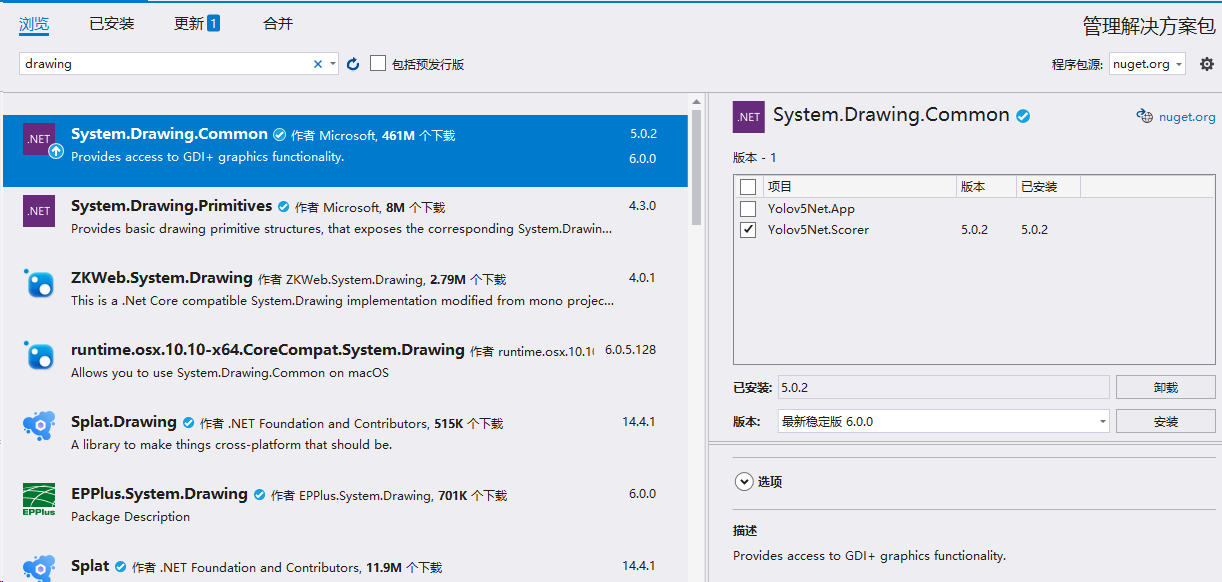 浏览 已安装 更新 1 合并
管理解决方案包
drawing 包括预发行版
程序包源: nuget.org
.NET System.Drawing.Common 作者 Microsoft, 461M 个下载 5.0.2
Provides access to GDI+ graphics functionality. 6.0.0
.NET System.Drawing.Primitives 作者 Microsoft, 8M 个下载 4.3.0
Provides basic drawing primitive structures, that exposes the corresponding System.Drawin...
ZKWeb.System.Drawing 作者 ZKWeb.System.Drawing, 2.79M 个下载 4.0.1
This is a .Net Core compatible System.Drawing implementation modified from mono projec...
runtime.osx.10.10-x64.CoreCompat.System.Drawing 作者 runtime.osx.10.10 6.0.5.128
Allows you to use System.Drawing.Common on macOS
Splat.Drawing 作者 .NET Foundation and Contributors, 515K 个下载 14.4.1
A library to make things cross-platform that should be.
EPPlus EPPlus.System.Drawing 作者 EPPlus.System.Drawing, 701K 个下载 6.0.0
Package Description
Splat 作者 .NET Foundation and Contributors, 11.9M 个下载 14.4.1
.NET System.Drawing.Common nuget.org
版本 - 1
项目 版本 已安装
Yolov5Net.App
Yolov5Net.Scorer 5.0.2 5.0.2
已安装: 5.0.2 卸载
版本: 最新稳定版 6.0.0 安装
选项
描述
Provides access to GDI+ graphics functionality.